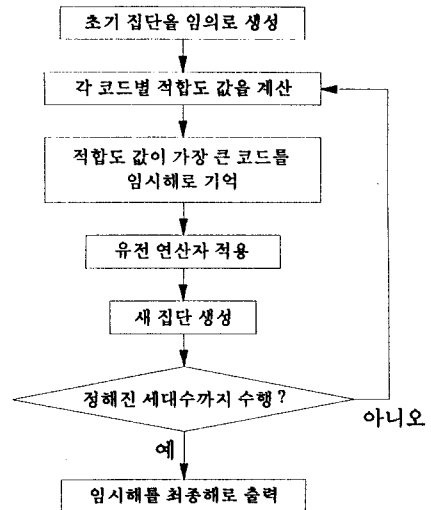 초기 집단을 임의로 생성
각 코드별 적합도 값을 계산
적합도 값이 가장 큰 코드를
임시해로 기억
유전 연산자 적용
새 집단 생성
정해진 세대수까지 수행?
아니오
예
임시해를 최종해로 출력